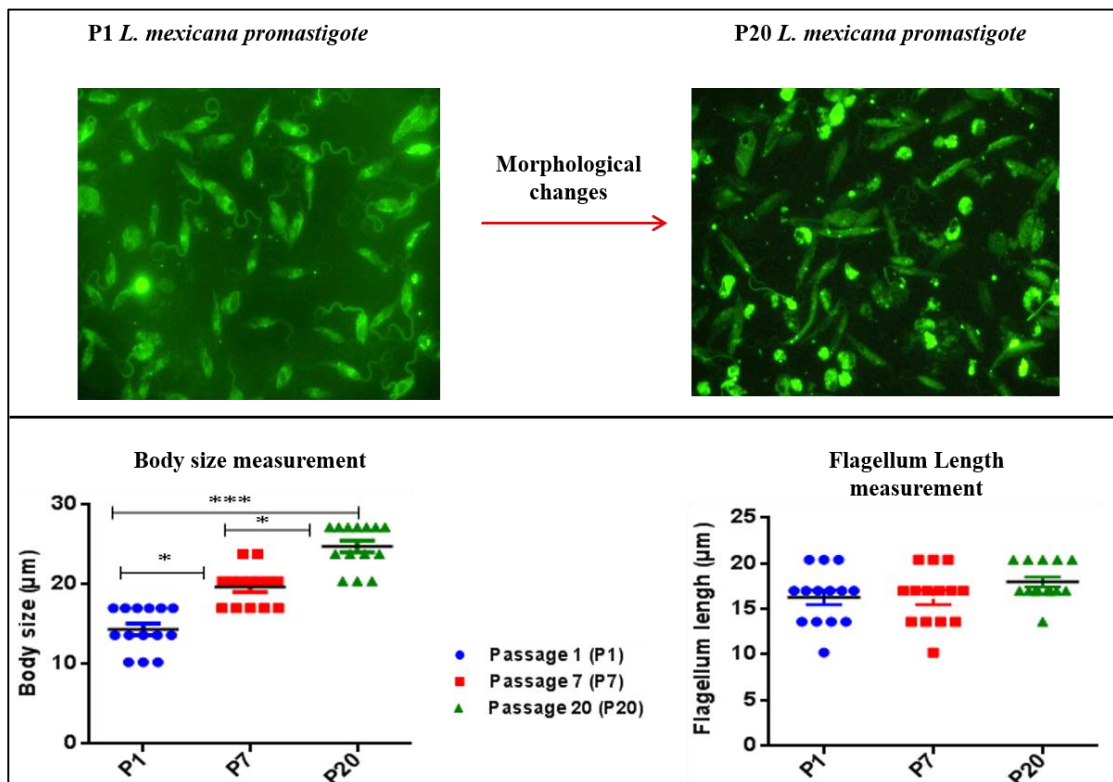 P1 L. mexicana promastigote
P20 L. mexicana promastigote
Morphological
changes
Body size measurement
Flagellum Length
measurement
***
*
*
30
20
10
0
Body size (µm)
P1
P7
P20
Passage 1 (P1)
Passage 7 (P7)
Passage 20 (P20)
25
20
15
10
5
0
Flagellum lengh (µm)
P1
P7
P20